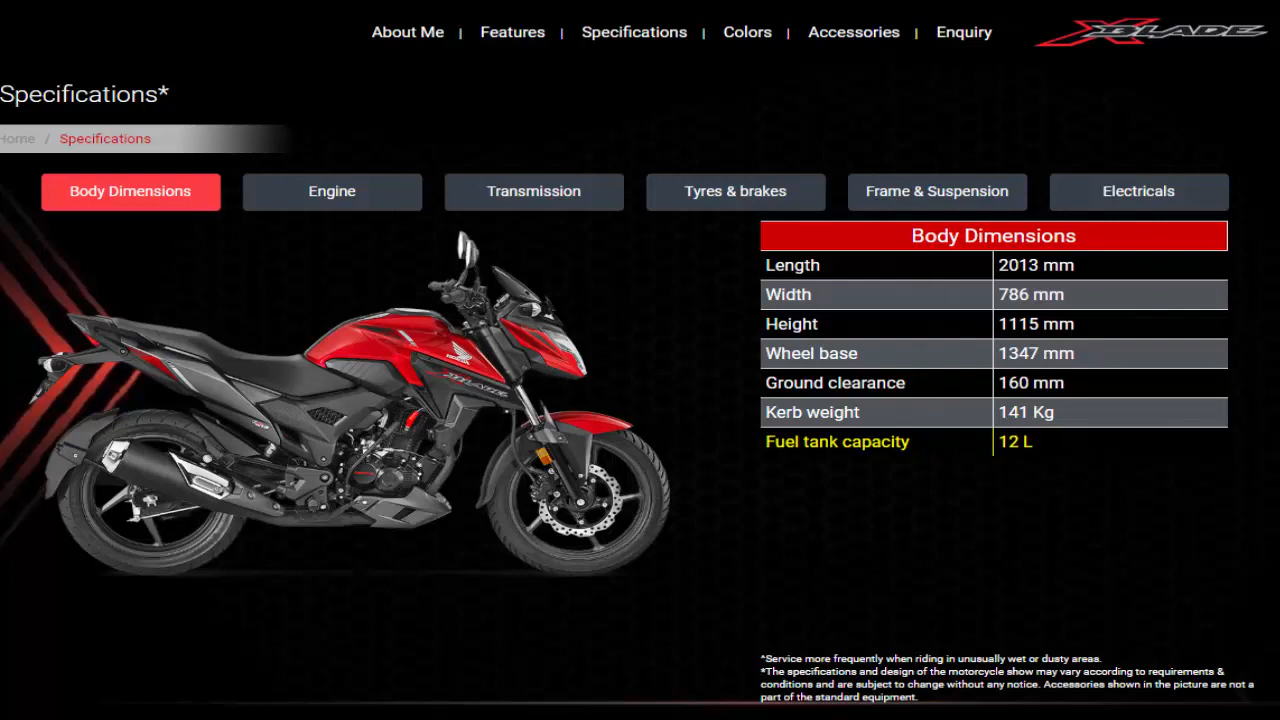 About Me | Features | Specifications | Colors | Accessories | Enquiry
XBLADE
Specifications*
Home / Specifications
Body Dimensions Engine Transmission Tyres & brakes Frame & Suspension Electricals
Body Dimensions
Length 2013 mm
Width 786 mm
Height 1115 mm
Wheel base 1347 mm
Ground clearance 160 mm
Kerb weight 141 Kg
Fuel tank capacity 12 L
HONDA
XBLADE
*Service more frequently when riding in unusually wet or dusty areas.
*The specifications and design of the motorcycle show may vary according to requirements &
conditions and are subject to change without any notice. Accessories shown in the picture are not a
part of the standard equipment.